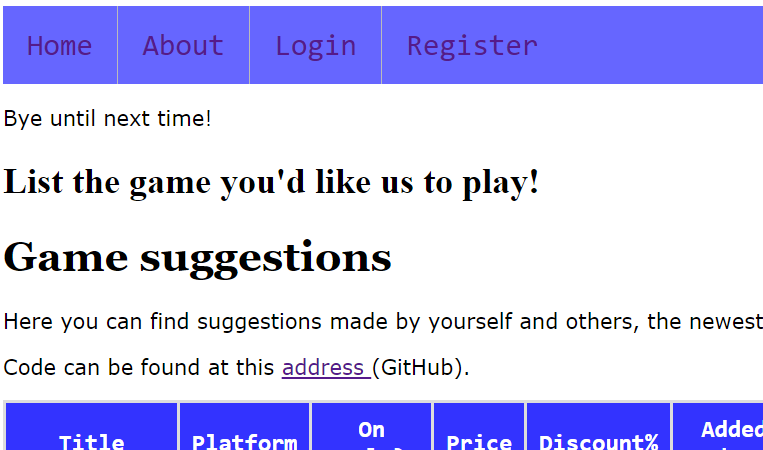 Home About Login Register
Bye until next time!
List the game you'd like us to play!
Game suggestions
Here you can find suggestions made by yourself and others, the newest
Code can be found at this address (GitHub).
Title Platform On Price Discount% Added